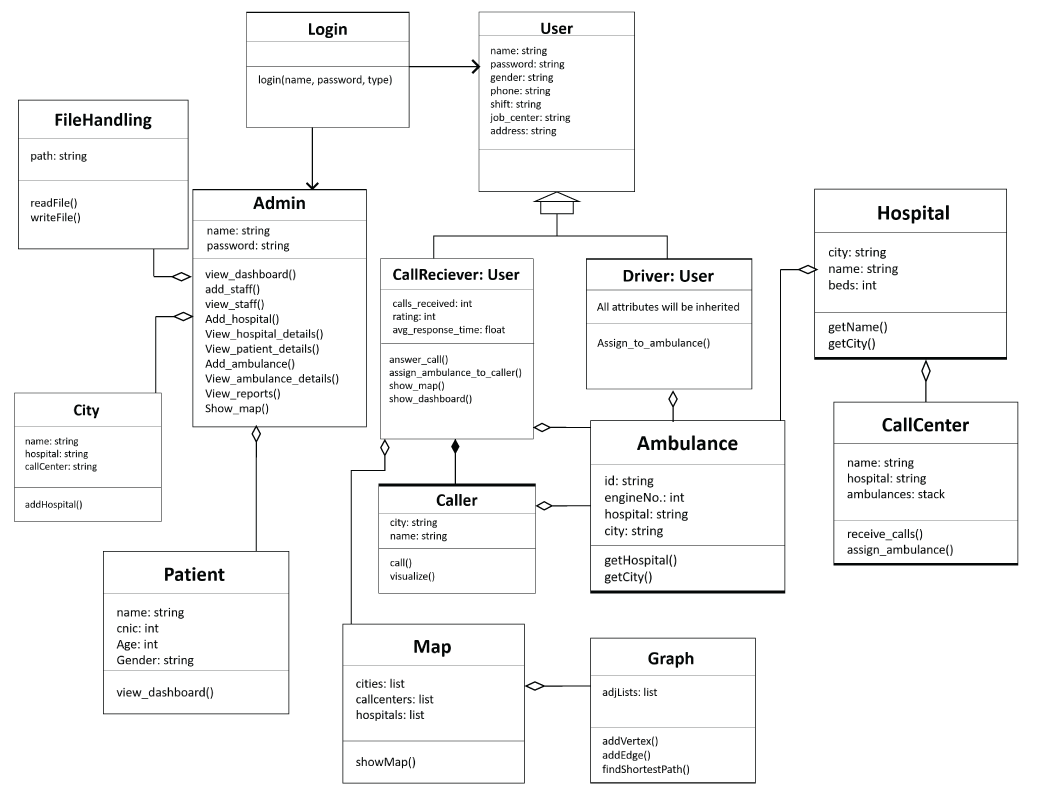 Login
login(name, password, type)
User
name: string
password: string
gender: string
phone: string
shift: string
job_center: string
address: string
FileHandling
path: string
readFile()
writeFile()
Admin
name: string
password: string
view_dashboard()
add_staff()
view_staff()
Add_hospital()
View_hospital_details()
View_patient_details()
Add_ambulance()
View_ambulance_details()
View_reports()
Show_map()
CallReciever: User
calls_received: int
rating: int
avg_response_time: float
answer_call()
assign_ambulance_to_caller()
show_map()
show_dashboard()
Driver: User
All attributes will be inherited
Assign_to_ambulance()
Hospital
city: string
name: string
beds: int
getName()
getCity()
City
name: string
hospital: string
callCenter: string
addHospital()
Caller
city: string
name: string
call()
visualize()
Ambulance
id: string
engineNo.: int
hospital: string
city: string
getHospital()
getCity()
CallCenter
name: string
hospital: string
ambulances: stack
receive_calls()
assign_ambulance()
Patient
name: string
cnic: int
Age: int
Gender: string
view_dashboard()
Map
cities: list
callcenters: list
hospitals: list
showMap()
Graph
adjLists: list
addVertex()
addEdge()
findShortestPath()